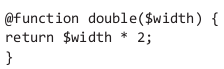 @function double($width) {
return $width * 2;
}